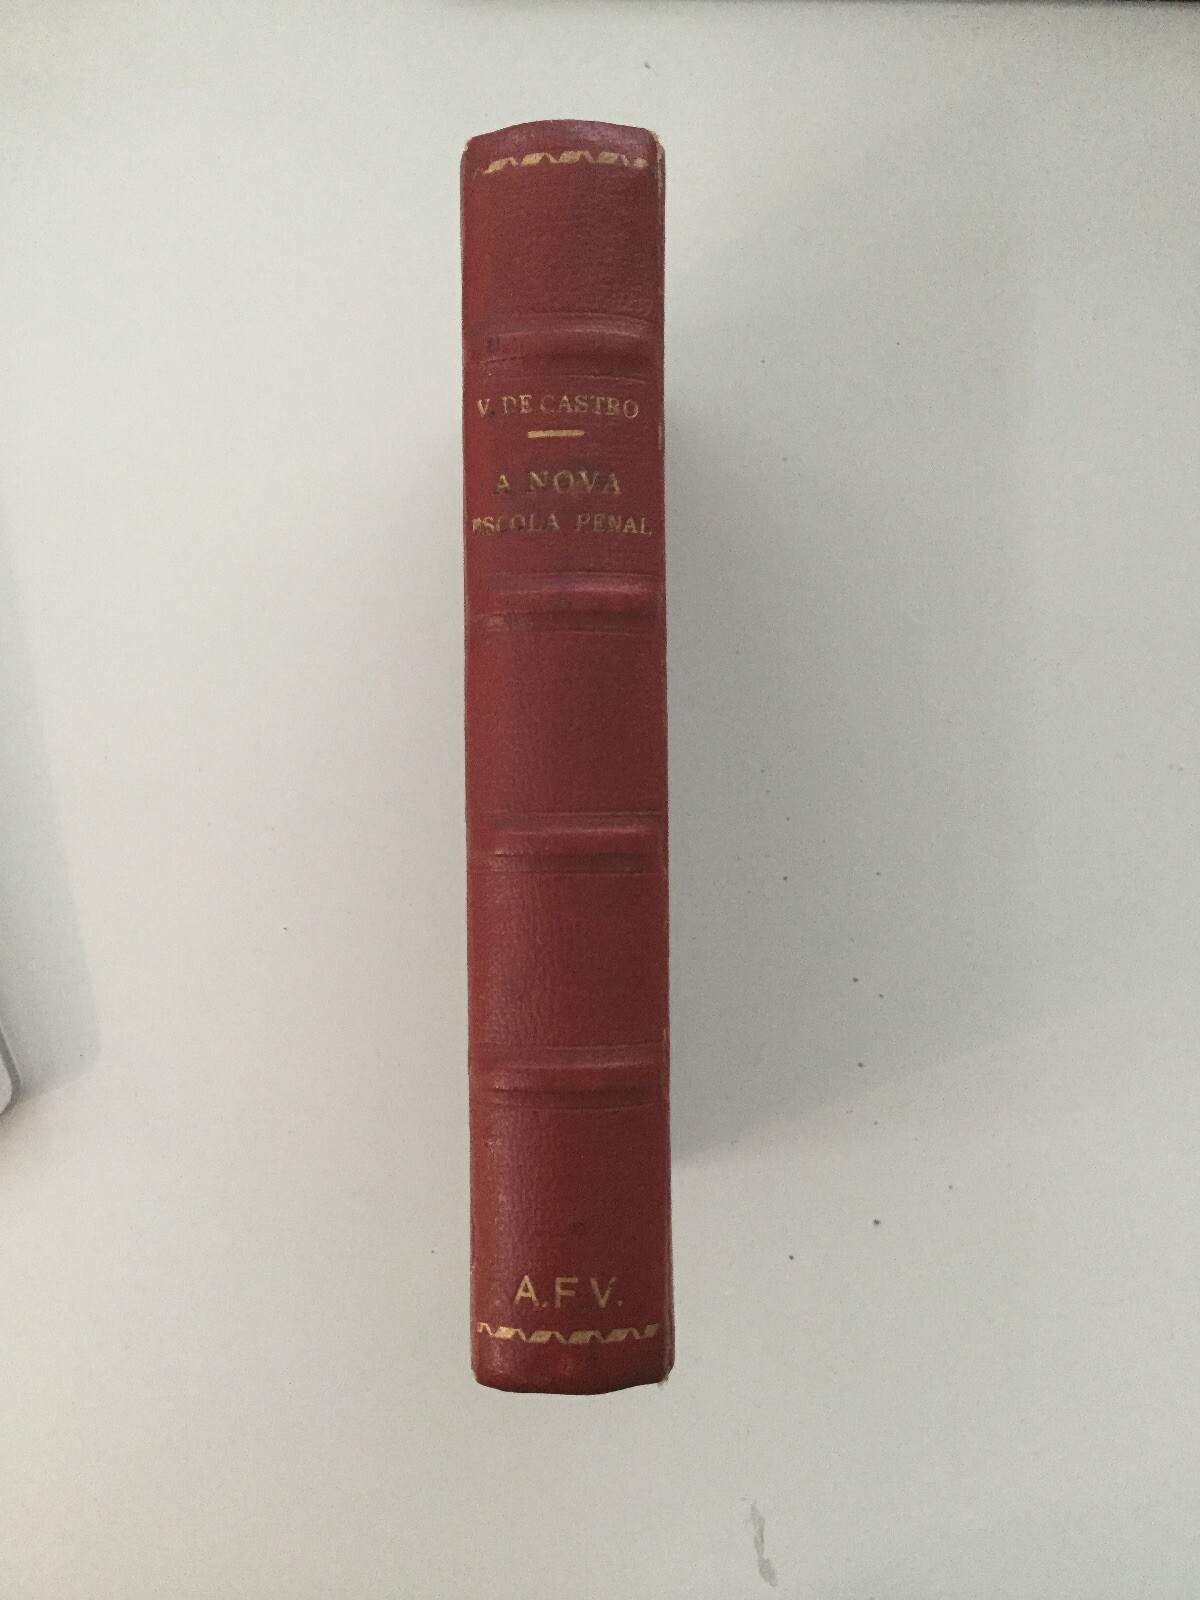 V. DE CASTRO
A NOVA
ESCOLA PENAL
A. F. V.